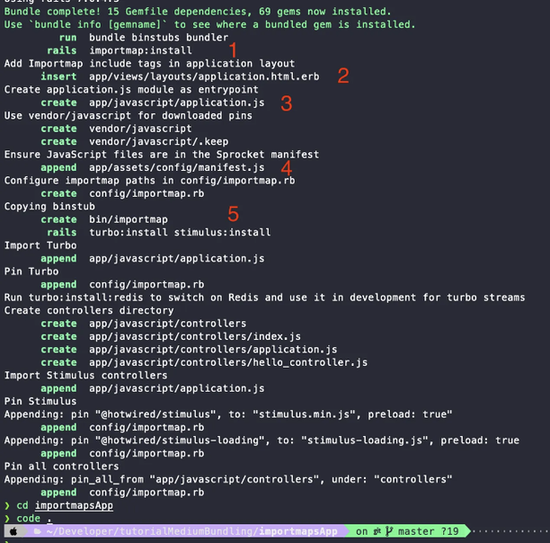 Bundle complete! 15 Gemfile dependencies, 69 gems now installed.
Use `bundle info [gemname]` to see where a bundled gem is installed.
run bundle binstubs bundler
rails importmap:install 1
Add Importmap include tags in application layout
insert app/views/layouts/application.html.erb 2
Create application.js module as entrypoint
create app/javascript/application.js 3
Use vendor/javascript for downloaded pins
create vendor/javascript
create vendor/javascript/.keep
Ensure JavaScript files are in the Sprocket manifest
append app/assets/config/manifest.js 4
Configure importmap paths in config/importmap.rb
create config/importmap.rb
Copying binstub
create bin/importmap 5
rails turbo:install stimulus:install
Import Turbo
append app/javascript/application.js
Pin Turbo
append config/importmap.rb
Run turbo:install:redis to switch on Redis and use it in development for turbo streams
Create controllers directory
create app/javascript/controllers
create app/javascript/controllers/index.js
create app/javascript/controllers/application.js
create app/javascript/controllers/hello_controller.js
Import Stimulus controllers
append app/javascript/application.js
Pin Stimulus
Appending: pin "@hotwired/stimulus", to: "stimulus.min.js", preload: true"
append config/importmap.rb
Appending: pin "@hotwired/stimulus-loading", to: "stimulus-loading.js", preload: true
append config/importmap.rb
Pin all controllers
Appending: pin_all_from "app/javascript/controllers", under: "controllers"
append config/importmap.rb
❯ cd importmapsApp
❯ code .
~/Developer/tutorialMediumBundling/importmapsApp on master ?19